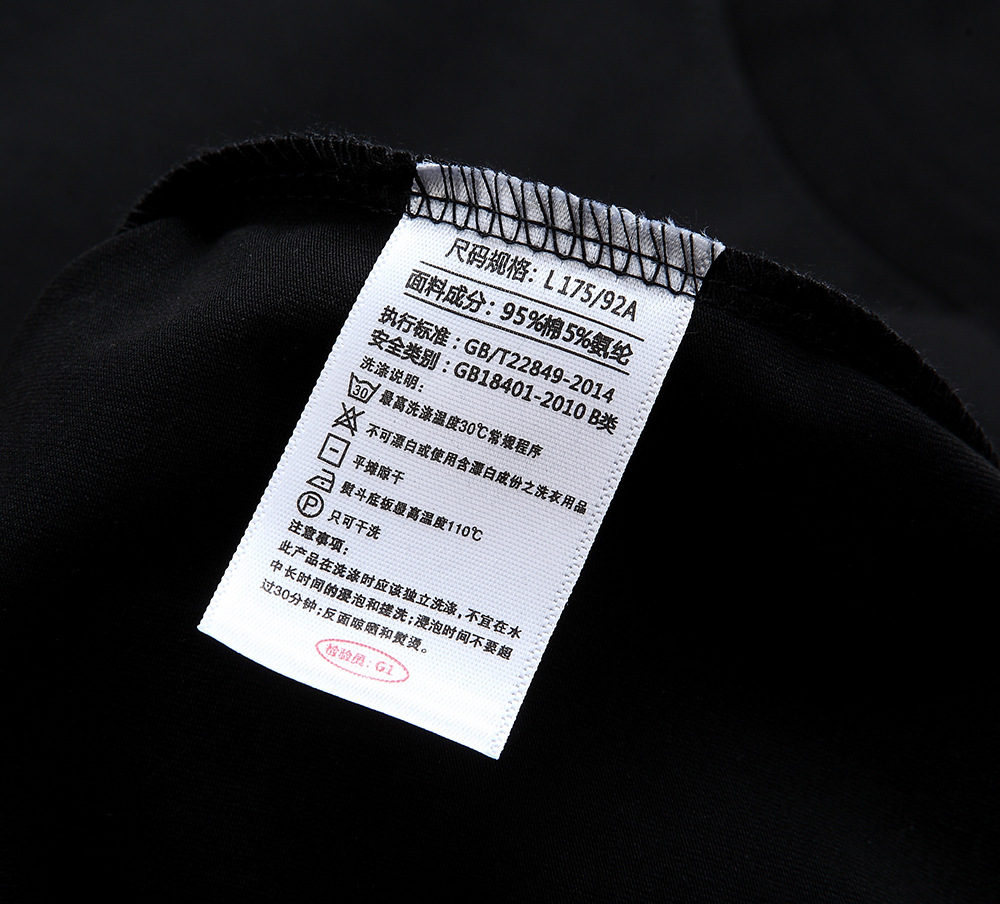 尺码规格：L175/92A
面料成分：95%棉5%氨纶
执行标准：GB/T22849-2014
安全类别：GB18401-2010 B类
洗涤说明：
30 最高洗涤温度30℃常规程序
不可漂白或使用含漂白成份之洗衣用品
平摊晾干
熨斗底板最高温度110℃
P 只可干洗
注意事项：
此产品在洗涤时应该独立洗涤，不宜在水
中长时间的浸泡和搓洗；浸泡时间不要超
过30分钟；反面晾晒和熨烫。
检验员：G1